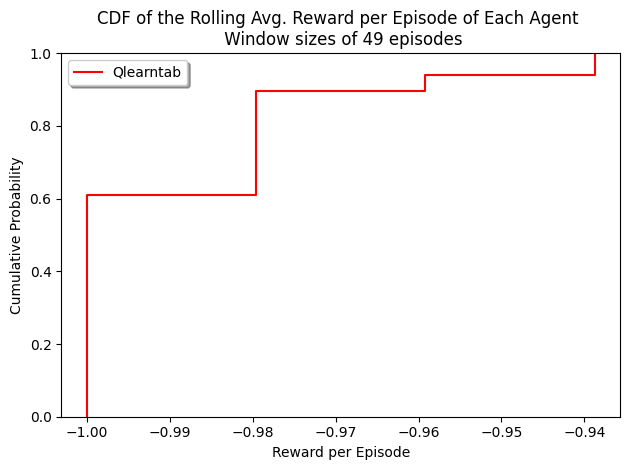 CDF of the Rolling Avg. Reward per Episode of Each Agent
Window sizes of 49 episodes
Qlearntab
1.0
0.8
0.6
0.4
0.2
0.0
Cumulative Probability
−1.00 −0.99 −0.98 −0.97 −0.96 −0.95 −0.94
Reward per Episode